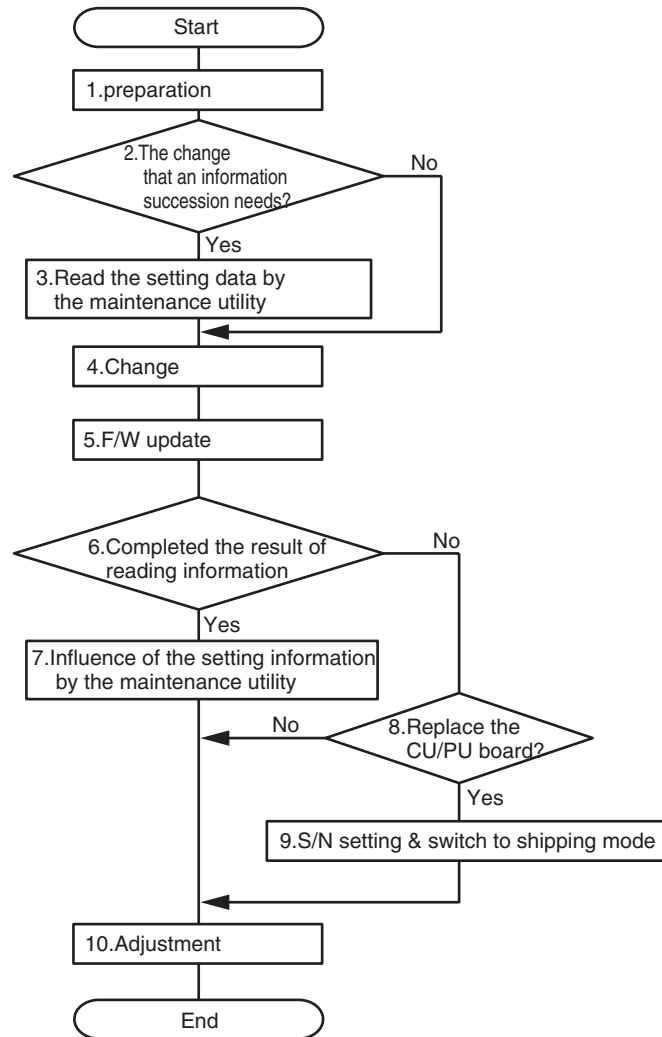 Start
1.preparation
2.The change
that an information
succession needs?
No
Yes
3.Read the setting data by
the maintenance utility
4.Change
5.F/W update
6.Completed the result of
reading information
No
Yes
7.Influence of the setting information
by the maintenance utility
8.Replace the
CU/PU board?
No
Yes
9.S/N setting & switch to shipping mode
10.Adjustment
End